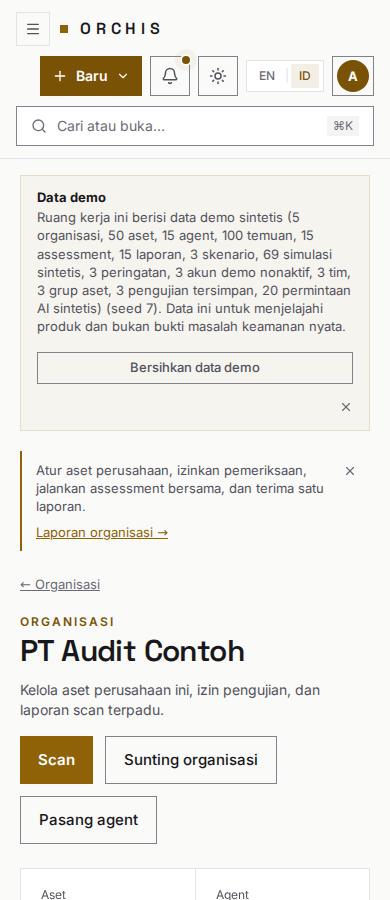 ORCHIS
Baru
EN
ID
A
Cari atau buka...
⌘K
Data demo
Ruang kerja ini berisi data demo sintetis (5
organisasi, 50 aset, 15 agent, 100 temuan, 15
assessment, 15 laporan, 3 skenario, 69 simulasi
sintetis, 3 peringatan, 3 akun demo nonaktif, 3 tim,
3 grup aset, 3 pengujian tersimpan, 20 permintaan
AI sintetis) (seed 7). Data ini untuk menjelajahi
produk dan bukan bukti masalah keamanan nyata.
Bersihkan data demo
Atur aset perusahaan, izinkan pemeriksaan,
jalankan assessment bersama, dan terima satu
laporan.
Laporan organisasi →
← Organisasi
ORGANISASI
PT Audit Contoh
Kelola aset perusahaan ini, izin pengujian, dan
laporan scan terpadu.
Scan
Sunting organisasi
Pasang agent
Aset
Agent